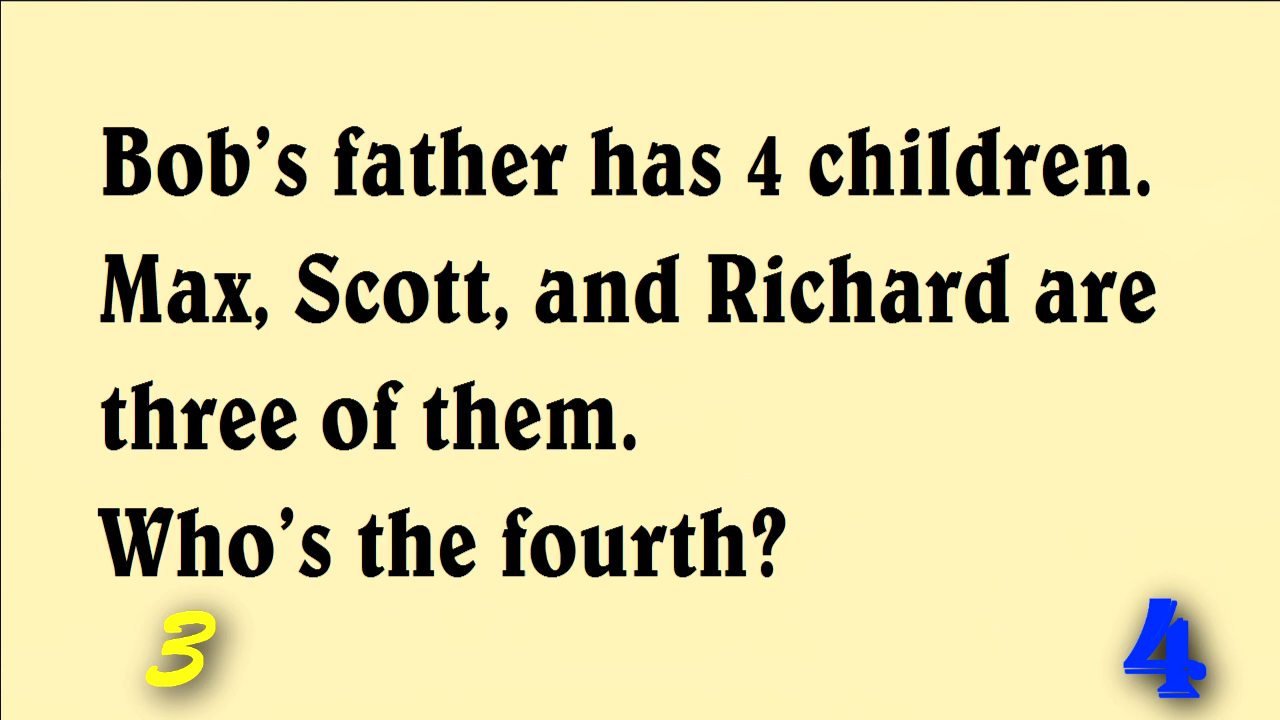 Bob’s father has 4 children.
Max, Scott, and Richard are
three of them.
Who’s the fourth?
3
4